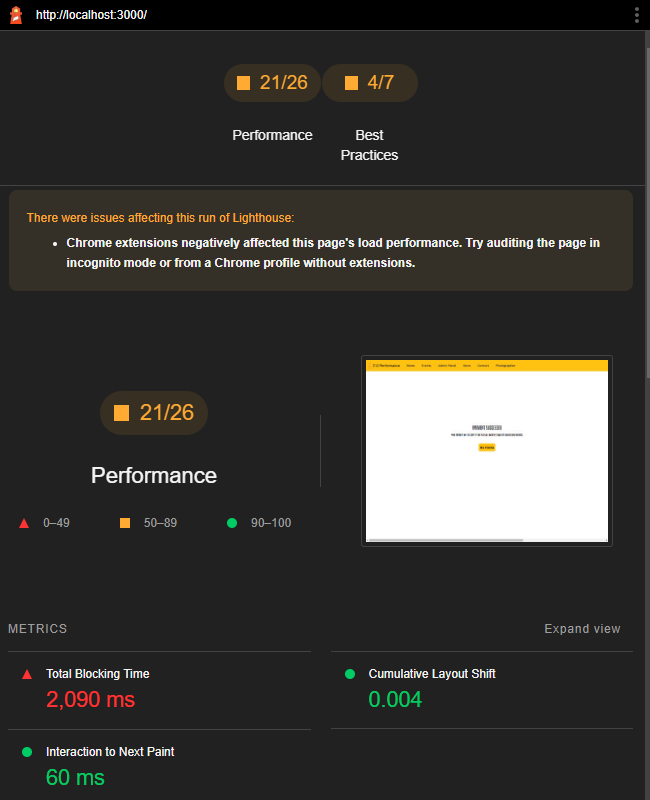 http://localhost:3000/
21/26
4/7
Performance
Best
Practices
There were issues affecting this run of Lighthouse:
• Chrome extensions negatively affected this page's load performance. Try auditing the page in
incognito mode or from a Chrome profile without extensions.
21/26
Performance
0–49
50–89
90–100
METRICS
Expand view
Total Blocking Time
2,090 ms
Cumulative Layout Shift
0.004
Interaction to Next Paint
60 ms